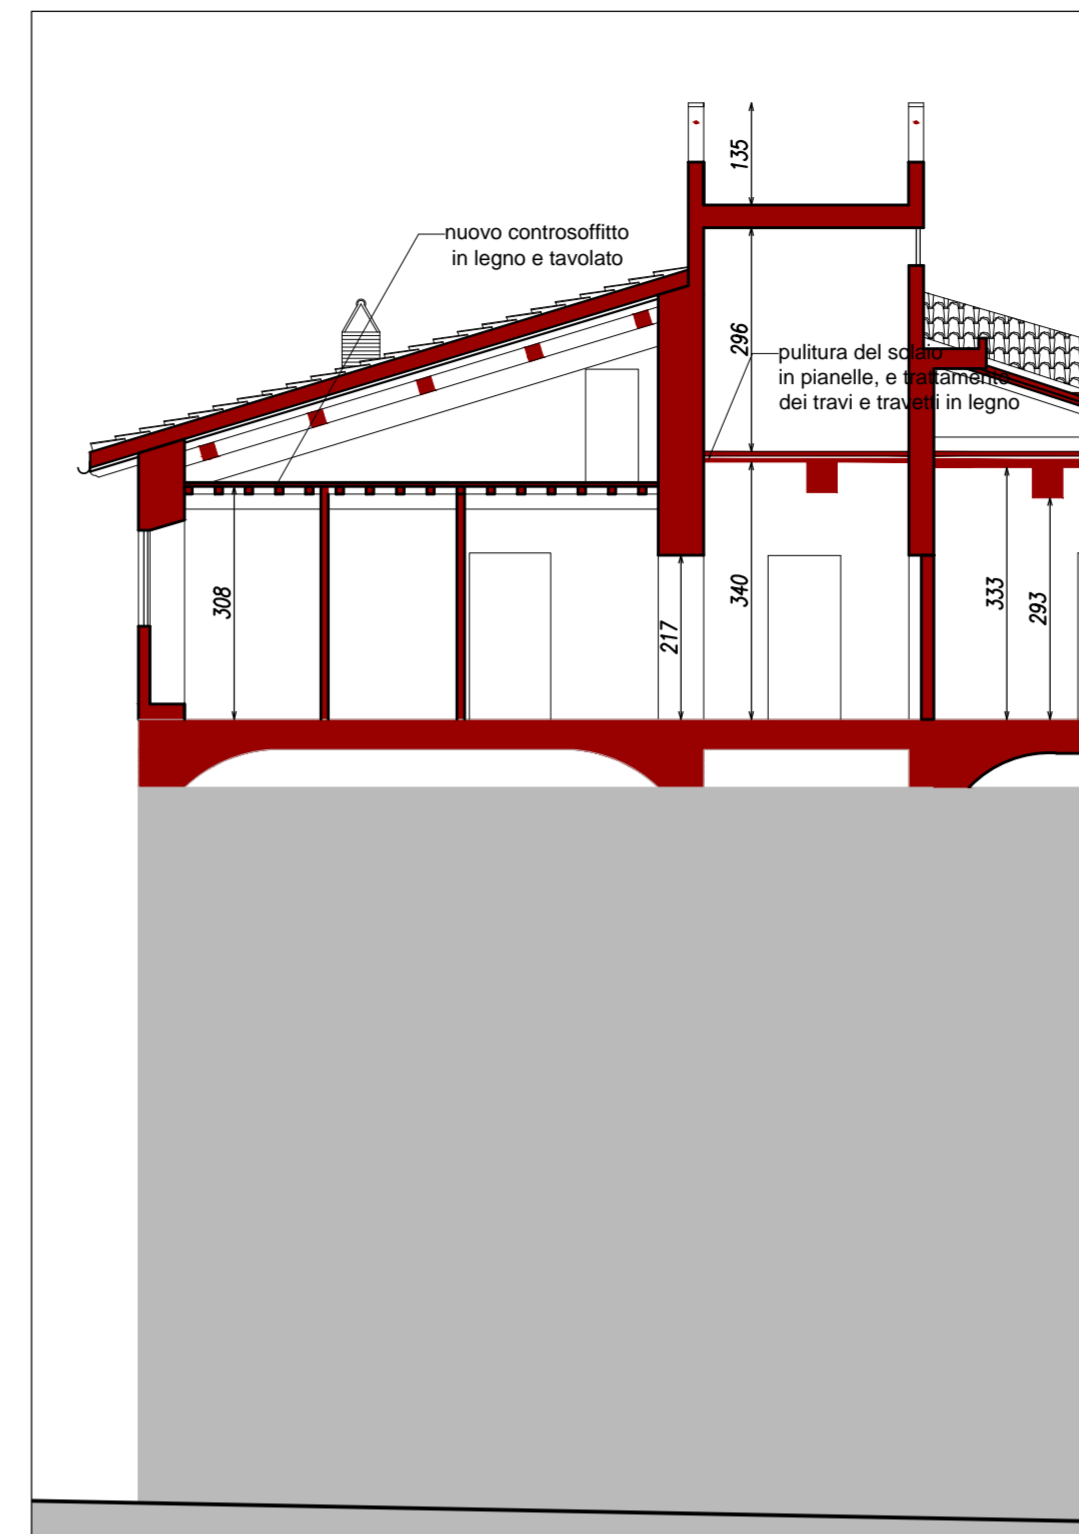 135
nuovo controsoffitto
in legno e tavolato
296
pulitura del solaio
in pianelle, e trattamento
dei travi e travetti in legno
308
217
340
333
293